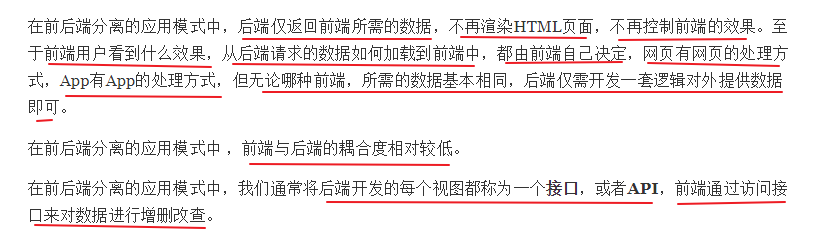 在前后端分离的应用模式中，后端仅返回前端所需的数据，不再渲染HTML页面，不再控制前端的效果。至
于前端用户看到什么效果，从后端请求的数据如何加载到前端中，都由前端自己决定，网页有网页的处理方
式，App有App的处理方式，但无论哪种前端，所需的数据基本相同，后端仅需开发一套逻辑对外提供数据
即可。
在前后端分离的应用模式中 ，前端与后端的耦合度相对较低。
在前后端分离的应用模式中，我们通常将后端开发的每个视图都称为一个接口，或者API，前端通过访问接
口来对数据进行增删改查。